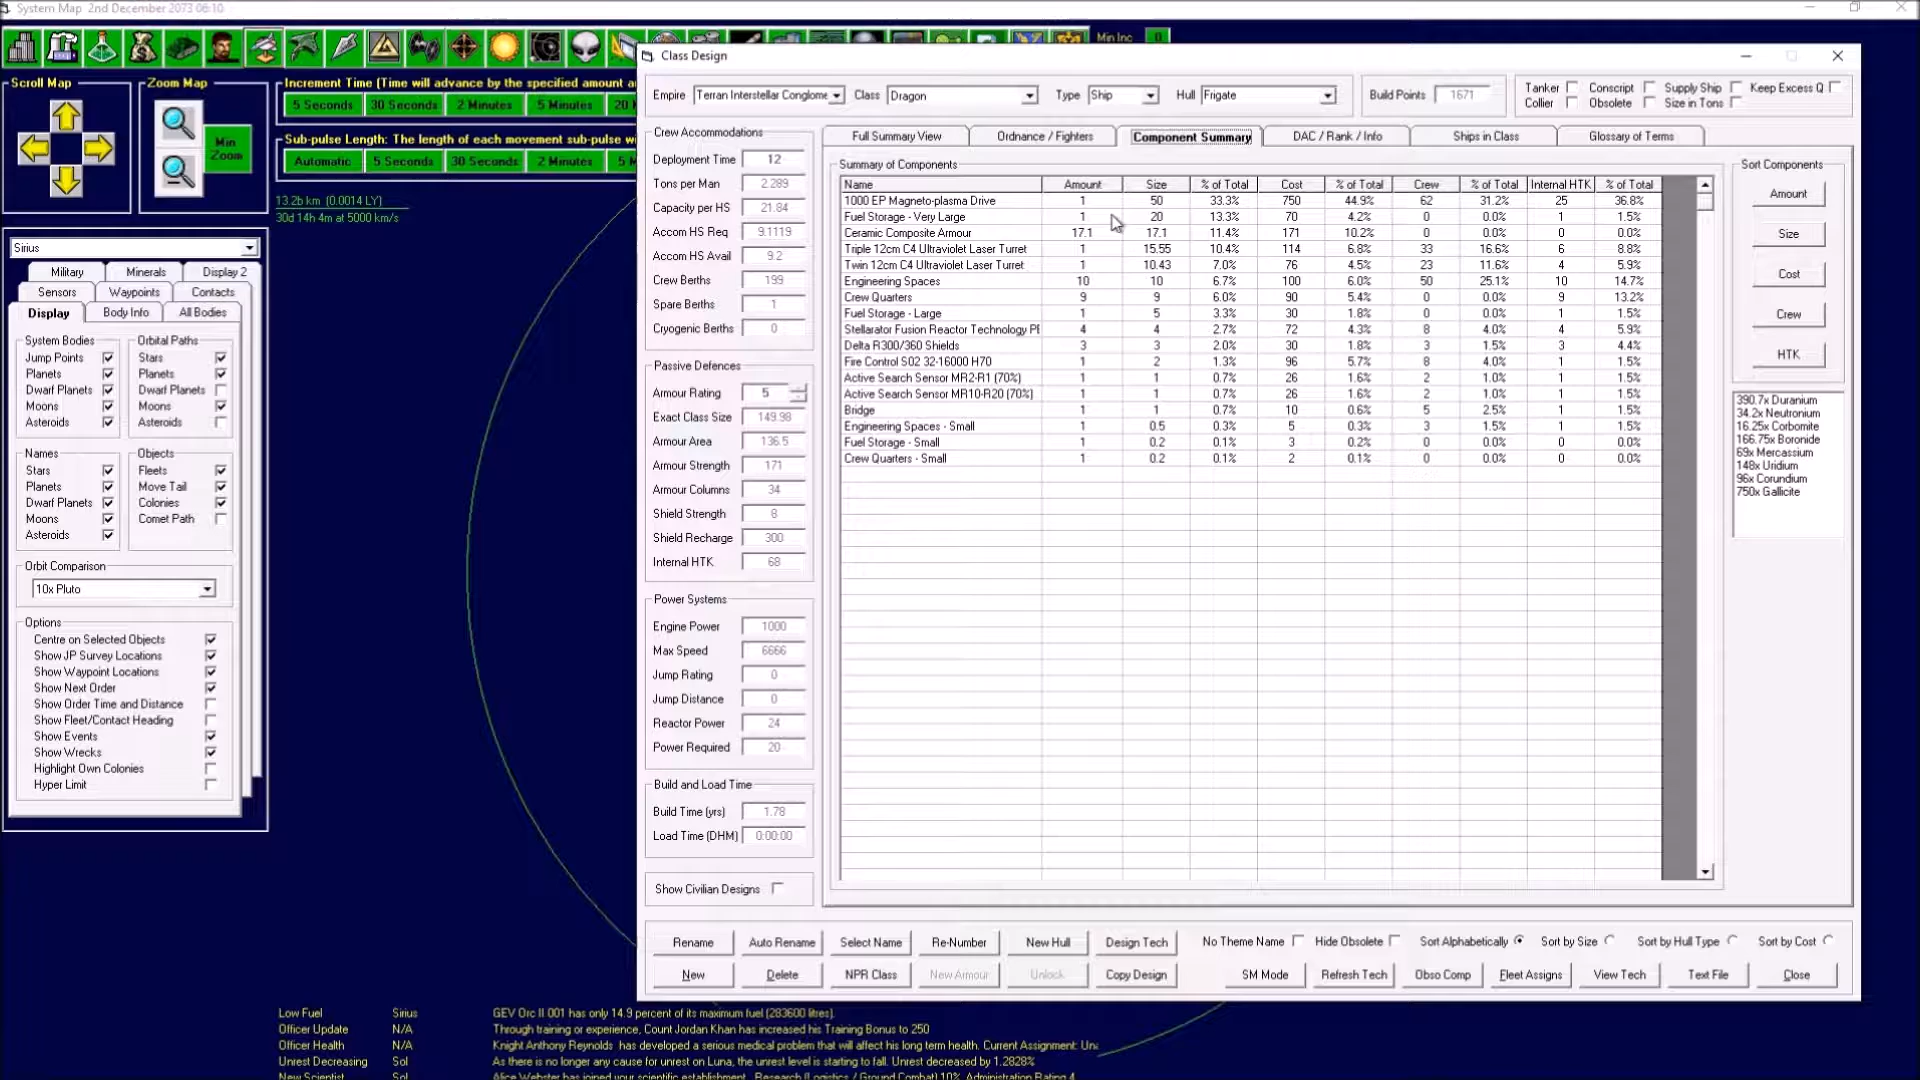 System Map  2nd December 2073 06:10
Min Inc
0
Scroll Map
Zoom Map
Min Zoom
Increment Time (Time will advance by the specified amount a
5 Seconds
30 Seconds
2 Minutes
5 Minutes
20
Sub-pulse Length: The length of each movement sub-pulse wi
Automatic
5 Seconds
30 Seconds
2 Minutes
5
13.2b km  (0.0014 LY)
30d 14h 4m at 5000 km/s
Sirius
Military
Minerals
Display 2
Sensors
Waypoints
Contacts
Display
Body Info
All Bodies
System Bodies
Jump Points
Planets
Dwarf Planets
Moons
Asteroids
Orbital Paths
Stars
Planets
Dwarf Planets
Moons
Asteroids
Names
Stars
Planets
Dwarf Planets
Moons
Asteroids
Objects
Fleets
Move Tail
Colonies
Comet Path
Orbit Comparison
10x Pluto
Options
Centre on Selected Objects
Show JP Survey Locations
Show Waypoint Locations
Show Next Order
Show Order Time and Distance
Show Fleet/Contact Heading
Show Events
Show Wrecks
Highlight Own Colonies
Hyper Limit
Class Design
Empire
Terran Interstellar Conglome
Class
Dragon
Type
Ship
Hull
Frigate
Build Points
1671
Tanker
Conscript
Supply Ship
Keep Excess Q
Collier
Obsolete
Size in Tons
Crew Accommodations
Deployment Time 12
Tons per Man 2.289
Capacity per HS 21.84
Accom HS Req 9.1119
Accom HS Avail 9.2
Crew Berths 199
Spare Berths 1
Cryogenic Berths 0
Passive Defences
Armour Rating 5
Exact Class Size 149.98
Armour Area 136.5
Armour Strength 171
Armour Columns 34
Shield Strength 8
Shield Recharge 300
Internal HTK 68
Power Systems
Engine Power 1000
Max Speed 6666
Jump Rating 0
Jump Distance 0
Reactor Power 24
Power Required 20
Build and Load Time
Build Time (yrs) 1.78
Load Time (DHM) 0:00:00
Show Civilian Designs
Full Summary View
Ordnance / Fighters
Component Summary
DAC / Rank / Info
Ships in Class
Glossary of Terms
Summary of Components
Name Amount Size % of Total Cost % of Total Crew % of Total Internal HTK % of Total
1000 EP Magneto-plasma Drive 1 50 33.3% 750 44.9% 62 31.2% 25 36.8%
Fuel Storage - Very Large 1 20 13.3% 70 4.2% 0 0.0% 1 1.5%
Ceramic Composite Armour 17.1 17.1 11.4% 171 10.2% 0 0.0% 0 0.0%
Triple 12cm C4 Ultraviolet Laser Turret 1 15.55 10.4% 114 6.8% 33 16.6% 6 8.8%
Twin 12cm C4 Ultraviolet Laser Turret 1 10.43 7.0% 76 4.5% 23 11.6% 4 5.9%
Engineering Spaces 10 10 6.7% 100 6.0% 50 25.1% 10 14.7%
Crew Quarters 9 9 6.0% 90 5.4% 0 0.0% 9 13.2%
Fuel Storage - Large 1 5 3.3% 30 1.8% 0 0.0% 1 1.5%
Stellarator Fusion Reactor Technology PE 4 4 2.7% 72 4.3% 8 4.0% 4 5.9%
Delta R300/360 Shields 3 3 2.0% 30 1.8% 3 1.5% 3 4.4%
Fire Control S02 32-16000 H70 1 2 1.3% 96 5.7% 8 4.0% 1 1.5%
Active Search Sensor MR2-R1 (70%) 1 1 0.7% 26 1.6% 2 1.0% 1 1.5%
Active Search Sensor MR10-R20 (70%) 1 1 0.7% 26 1.6% 2 1.0% 1 1.5%
Bridge 1 1 0.7% 10 0.6% 5 2.5% 1 1.5%
Engineering Spaces - Small 1 0.5 0.3% 5 0.3% 3 1.5% 1 1.5%
Fuel Storage - Small 1 0.2 0.1% 3 0.2% 0 0.0% 0 0.0%
Crew Quarters - Small 1 0.2 0.1% 2 0.1% 0 0.0% 0 0.0%
Sort Components
Amount
Size
Cost
Crew
HTK
390.7x Duranium
34.2x Neutronium
16.25x Corbomite
166.75x Boronide
69x Mercassium
148x Uridium
96x Corundium
750x Gallicite
Rename
Auto Rename
Select Name
Re-Number
New Hull
Design Tech
No Theme Name
Hide Obsolete
Sort Alphabetically
Sort by Size
Sort by Hull Type
Sort by Cost
New
Delete
NPR Class
New Armour
Unlock
Copy Design
SM Mode
Refresh Tech
Obso Comp
Fleet Assigns
View Tech
Text File
Close
Low Fuel Sirius GEV Orc II 001 has only 14.9 percent of its maximum fuel (283600 litres).
Officer Update N/A Through training or experience, Count Jordan Khan has increased his Training Bonus to 250
Officer Health N/A Knight Anthony Reynolds  has developed a serious medical problem that will affect his long term health. Current Assignment: Una
Unrest Decreasing Sol As there is no longer any cause for unrest on Luna, the unrest level is starting to fall. Unrest decreased by 1.2828%
New Scientist Sol Alice Webster has joined your scientific establishment.  Research (Logistics / Ground Combat) 10%  Administration Rating 4